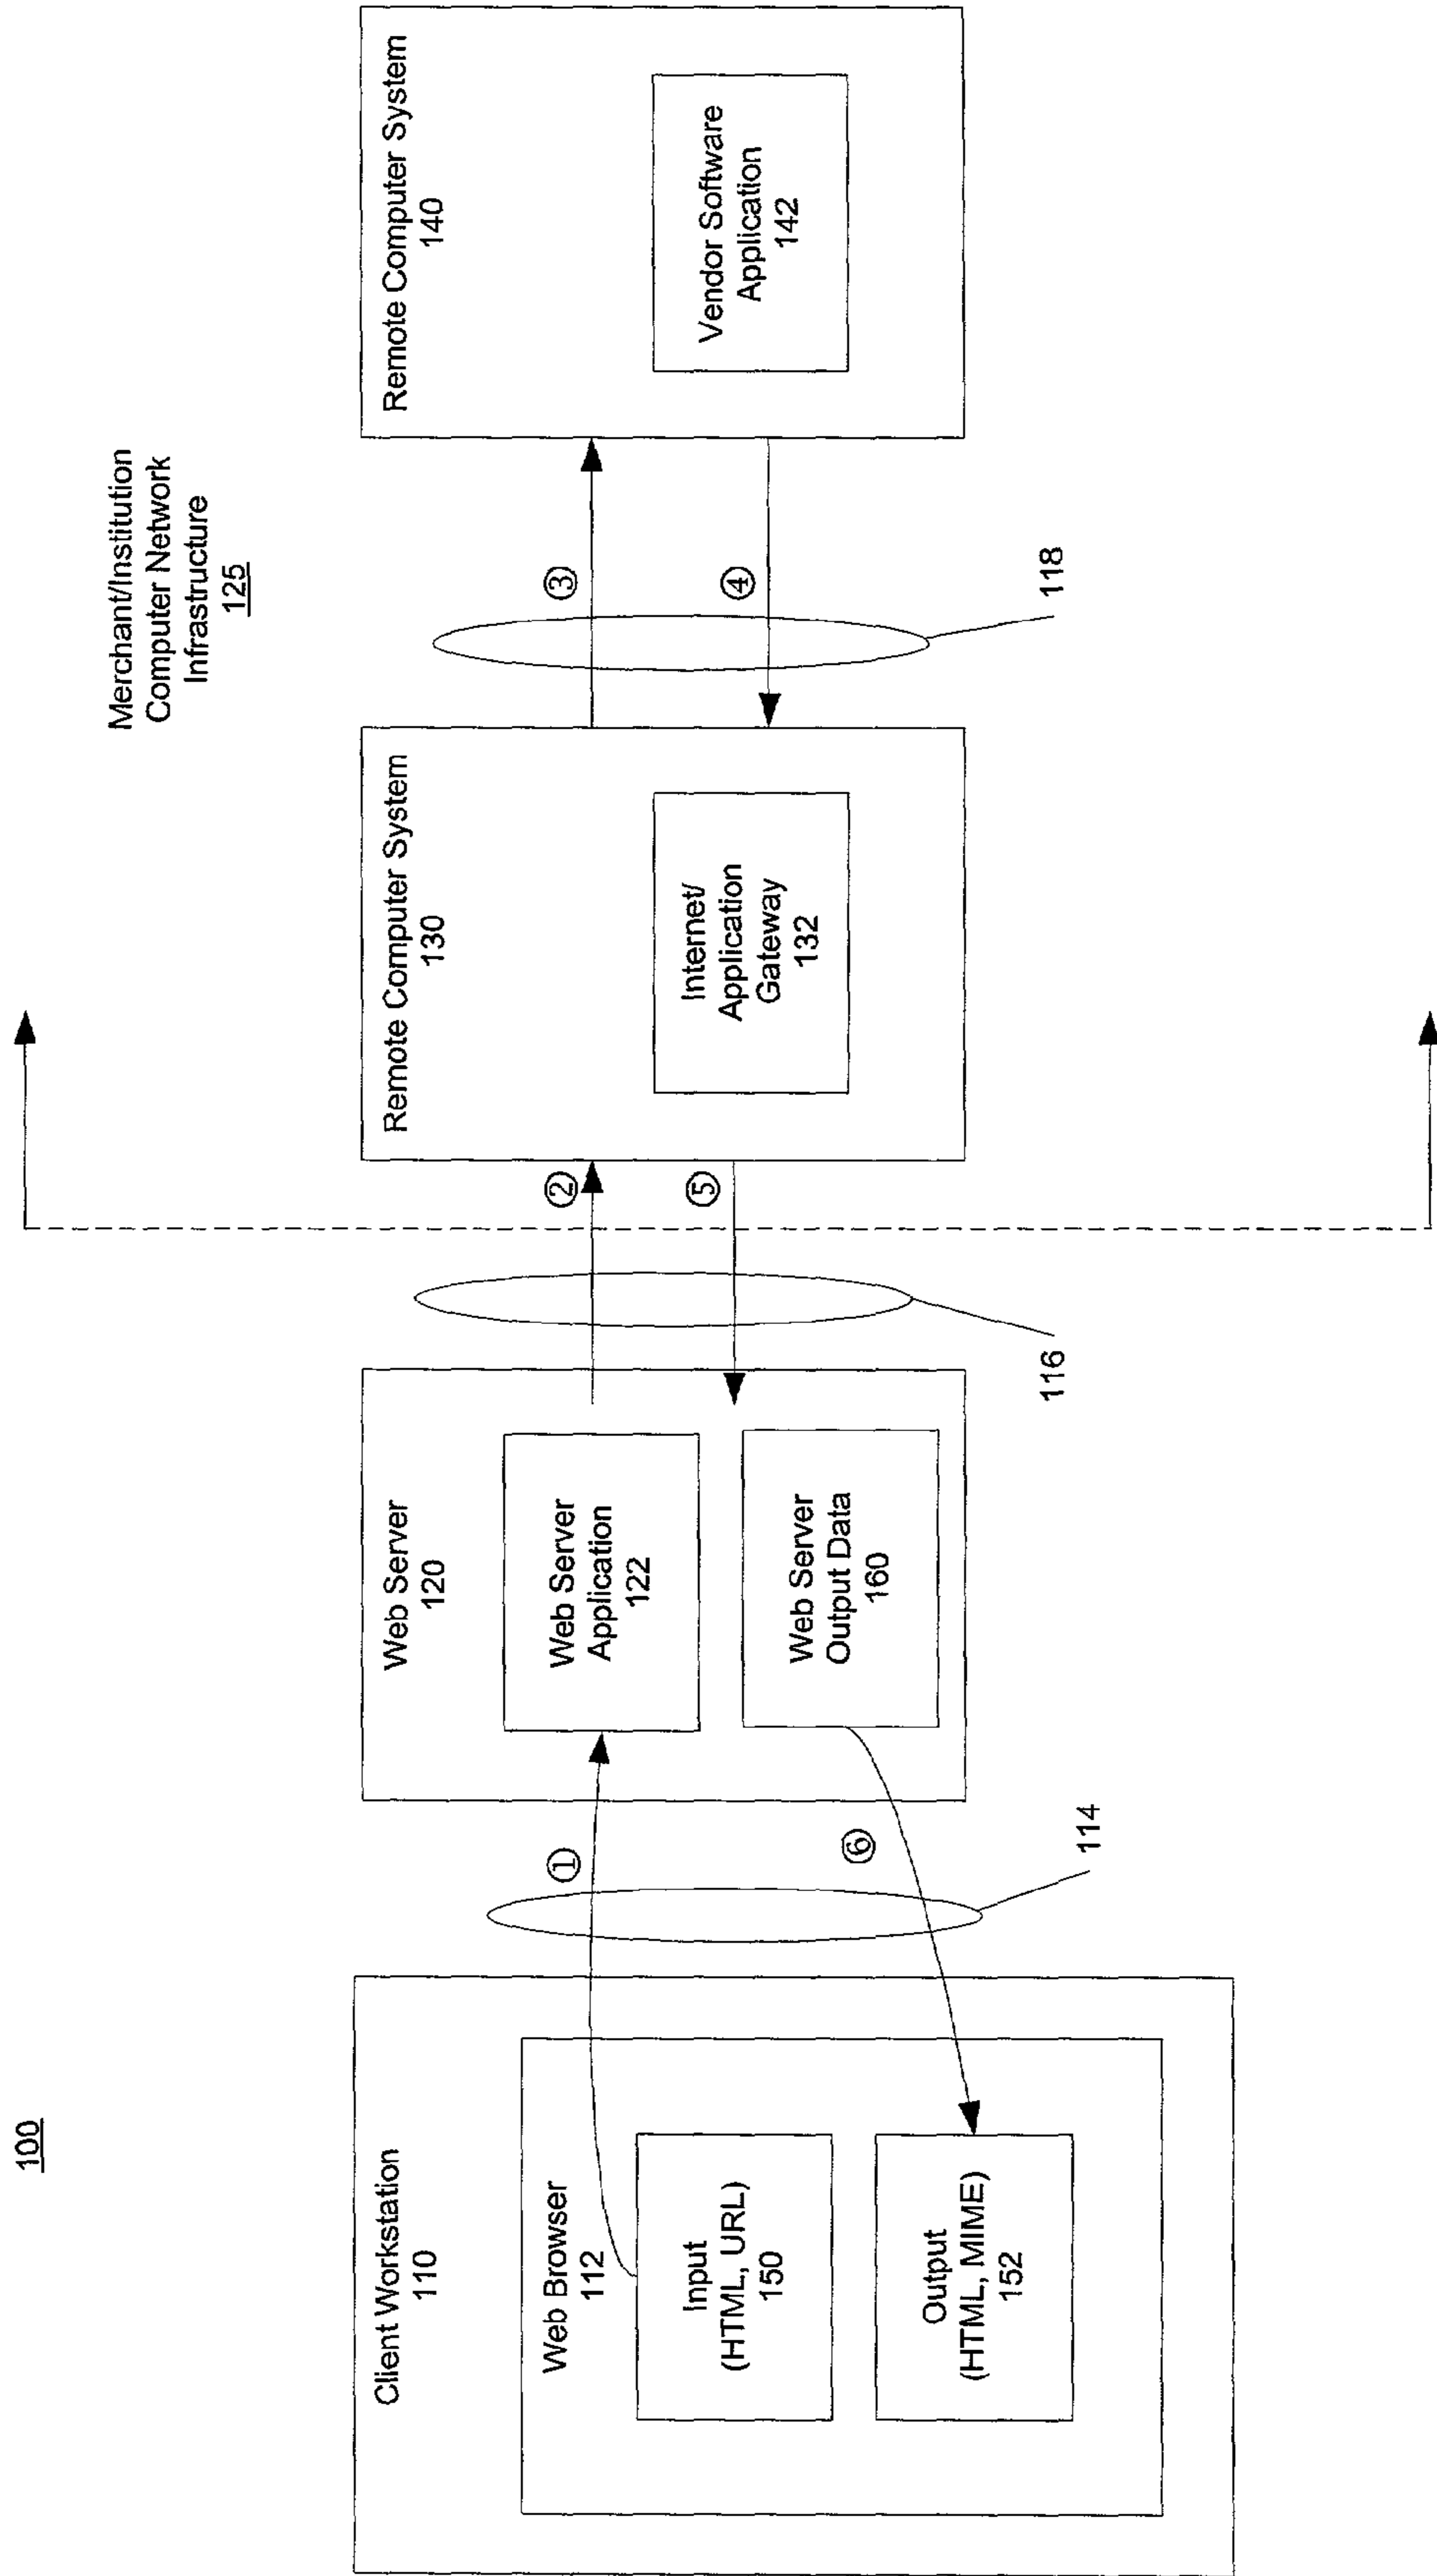 100
Merchant/Institution
Computer Network
Infrastructure
125
Client Workstation
110
Web Browser
112
Input
(HTML, URL)
150
Output
(HTML, MIME)
152
①
⑥
114
Web Server
120
Web Server
Application
122
Web Server
Output Data
160
②
⑤
116
Remote Computer System
130
Internet/
Application
Gateway
132
③
④
118
Remote Computer System
140
Vendor Software
Application
142